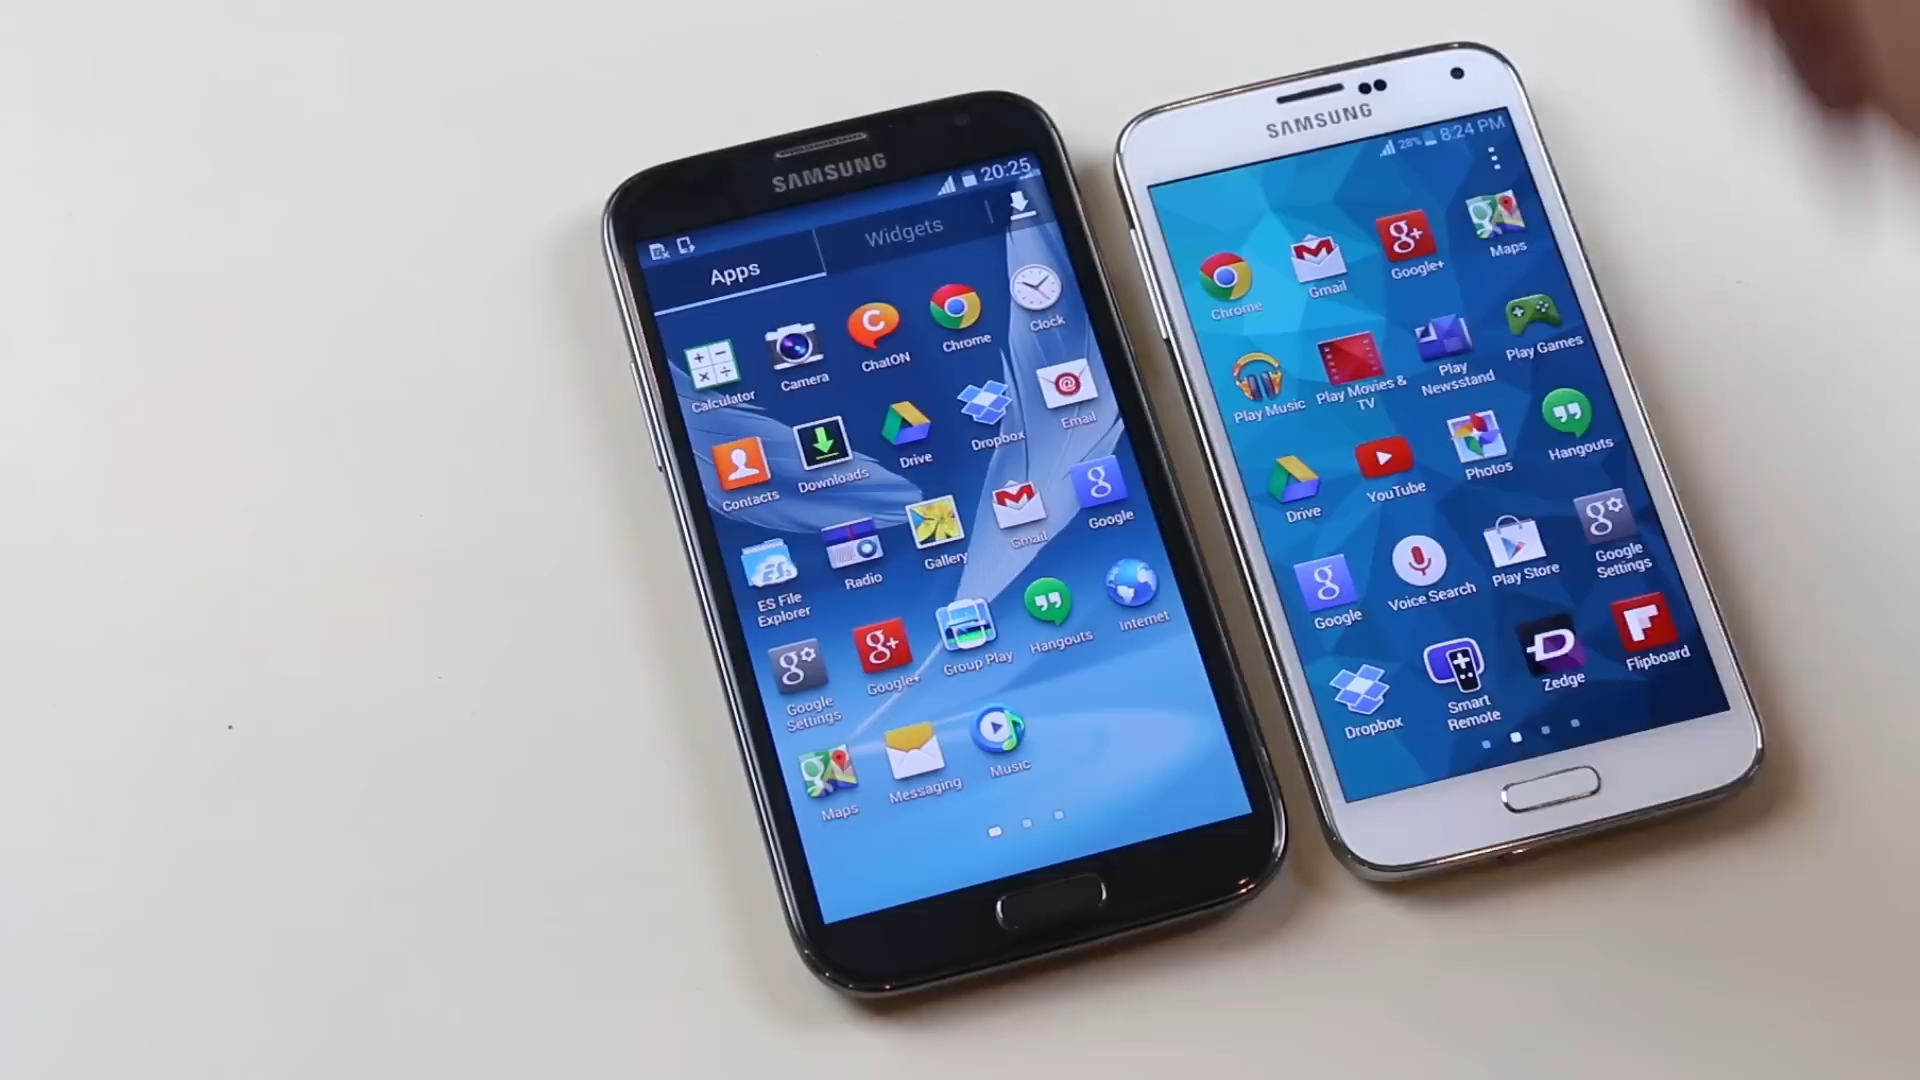 SAMSUNG
20:25
Apps
Widgets
Calculator
Camera
ChatON
Chrome
Clock
Contacts
Downloads
Drive
Dropbox
Email
ES File
Explorer
Radio
Gallery
Gmail
Google
Google
Settings
Google+
Group Play
Hangouts
Internet
Maps
Messaging
Music
SAMSUNG
28% 8:24 PM
Chrome
Gmail
Google+
Maps
Play Music
Play Movies &
TV
Play
Newsstand
Play Games
Drive
YouTube
Photos
Hangouts
Google
Voice Search
Play Store
Google
Settings
Dropbox
Smart
Remote
Zedge
Flipboard